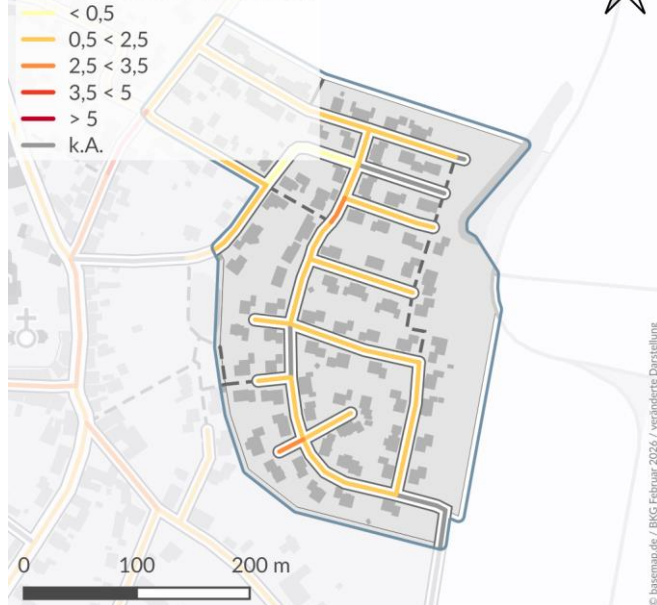 < 0,5
0,5 < 2,5
2,5 < 3,5
3,5 < 5
> 5
k.A.
0 100 200 m
© basemap.de / BKG Februar 2026 / veränderte Darstellung